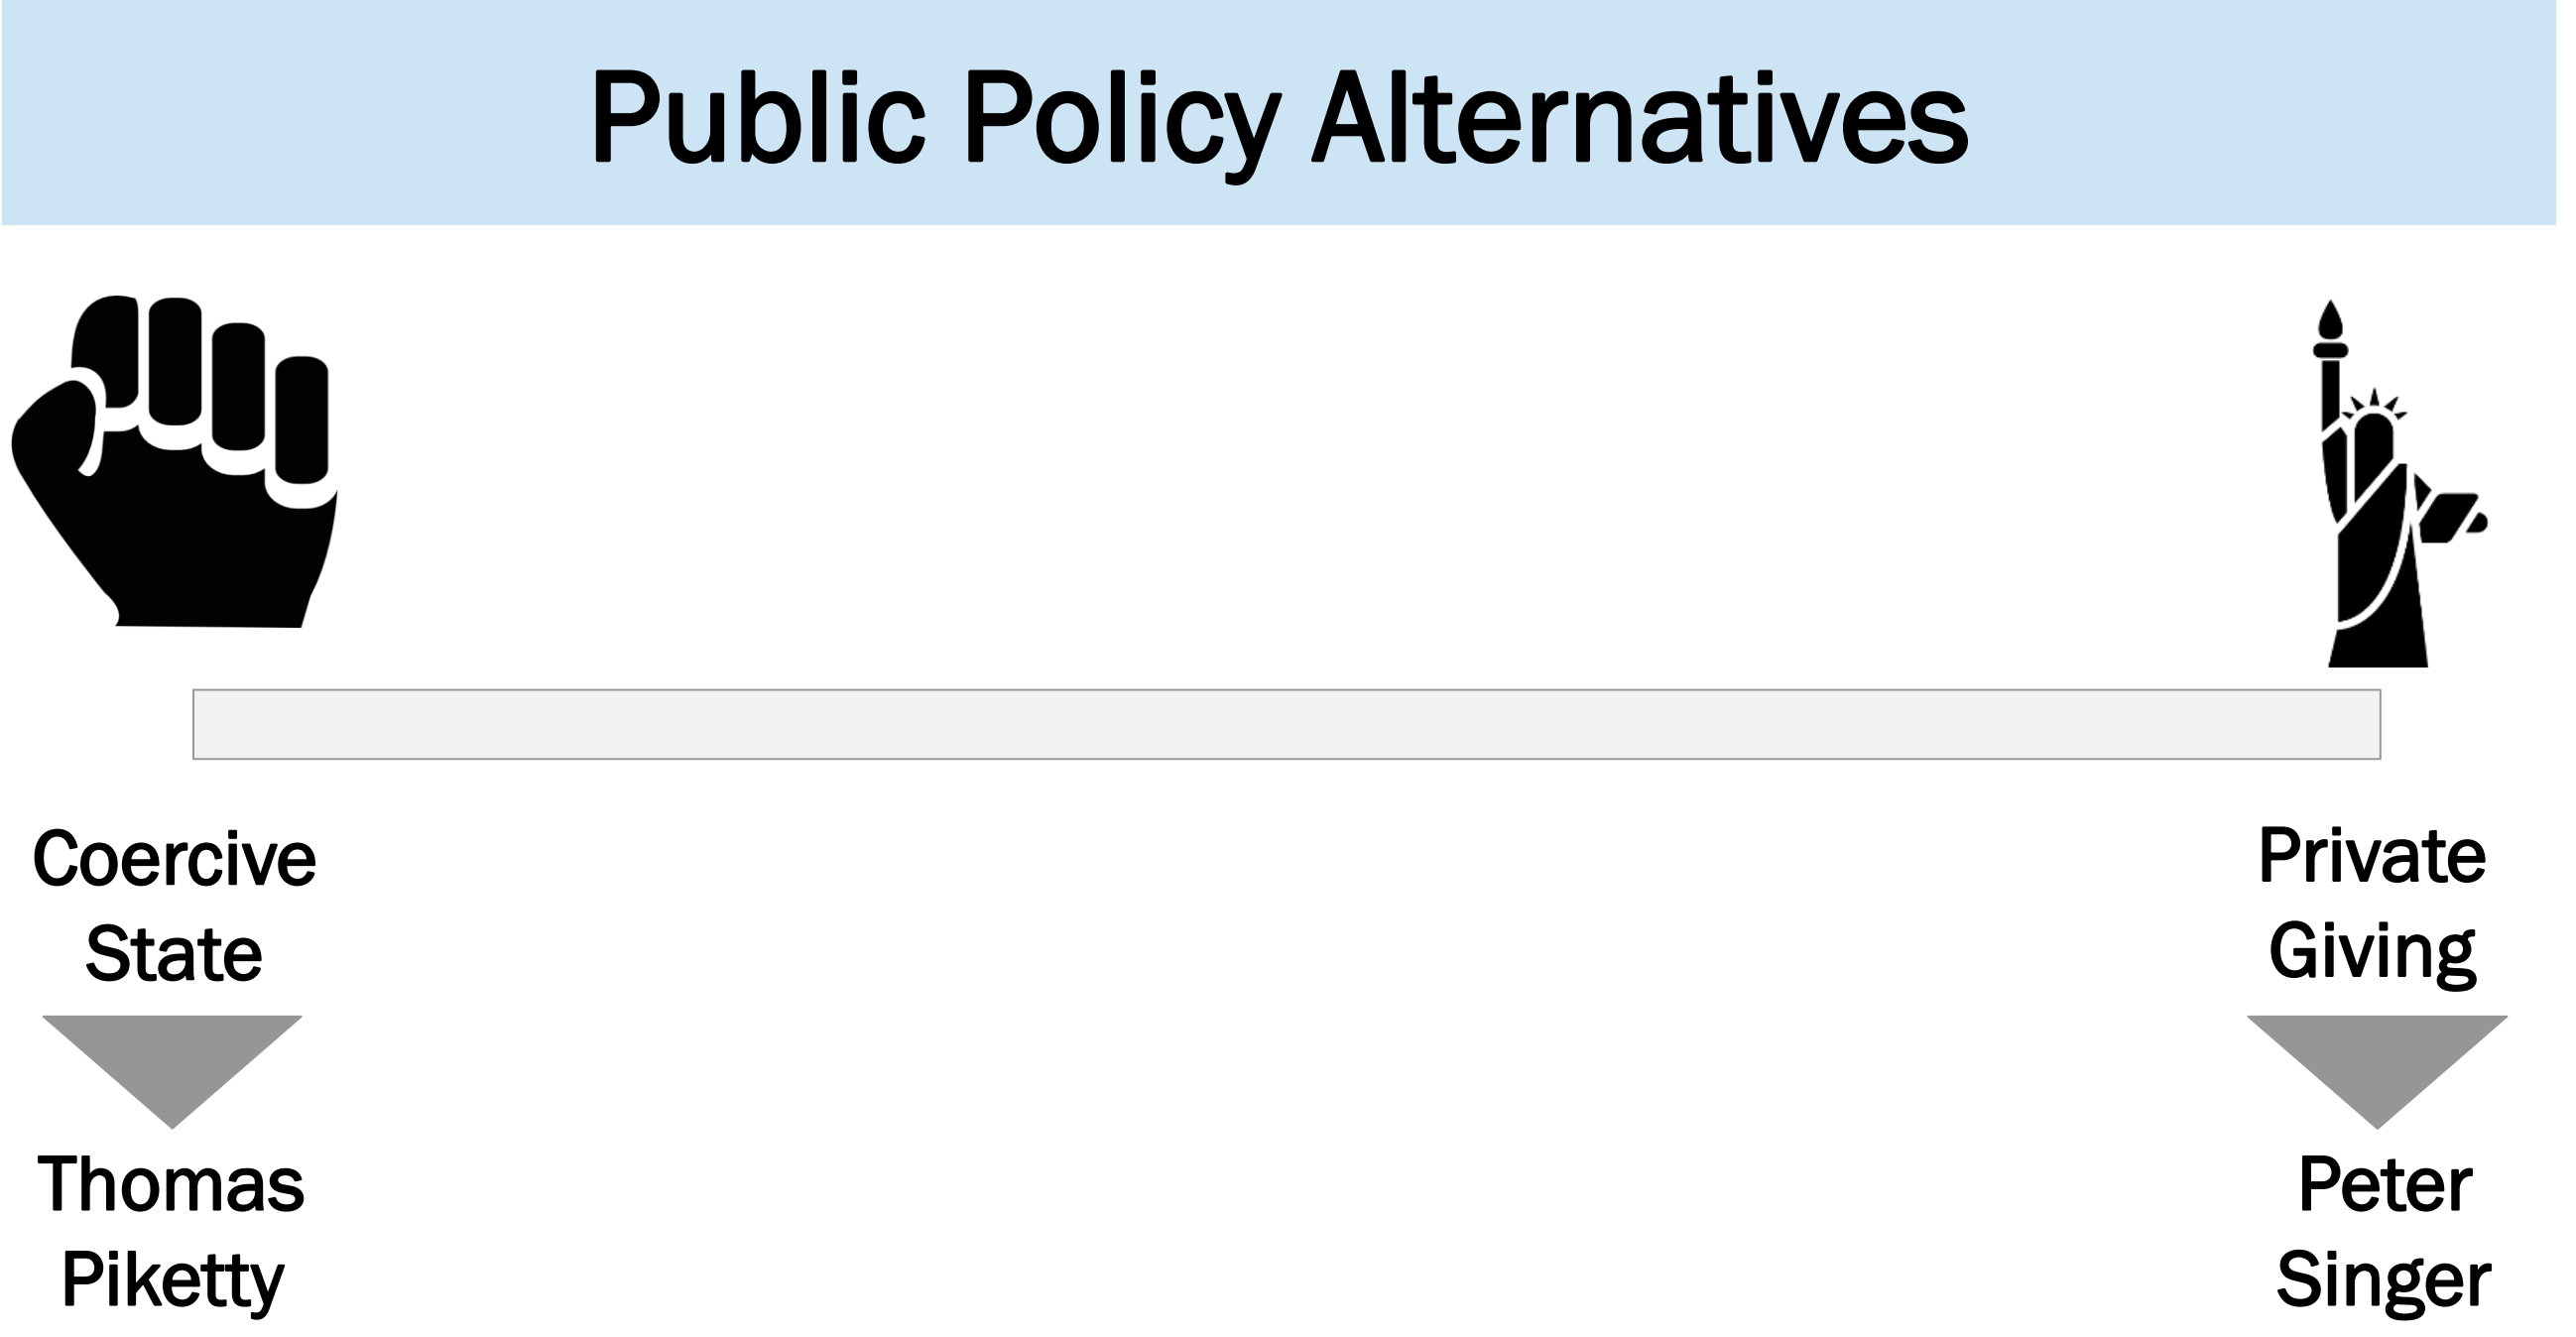 Public Policy Alternatives
Coercive
State
Thomas
Piketty
Private
Giving
Peter
Singer